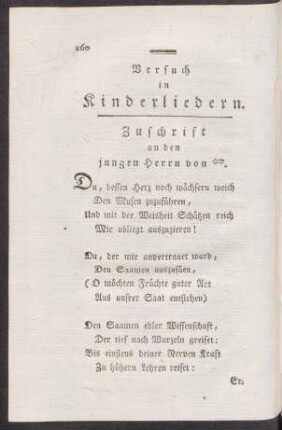 260
Versuch
in
Kinderliedern.
Zuschrift
an den
jungen Herrn von ***.
Du, dessen Herz noch wächsern weich
Den Musen zuzuführen,
Und mit der Weisheit Schätzen reich
Mir obliegt auszuzieren!
Du, der mir anvertrauet ward,
Den Saamen auszusäen,
(O möchten Früchte guter Art
Aus unsrer Saat entstehen)
Den Saamen edler Wissenschaft,
Der tief nach Wurzeln greifet:
Bis einstens deiner Nerven Kraft
Zu höhern Lehren reifet:
Er,